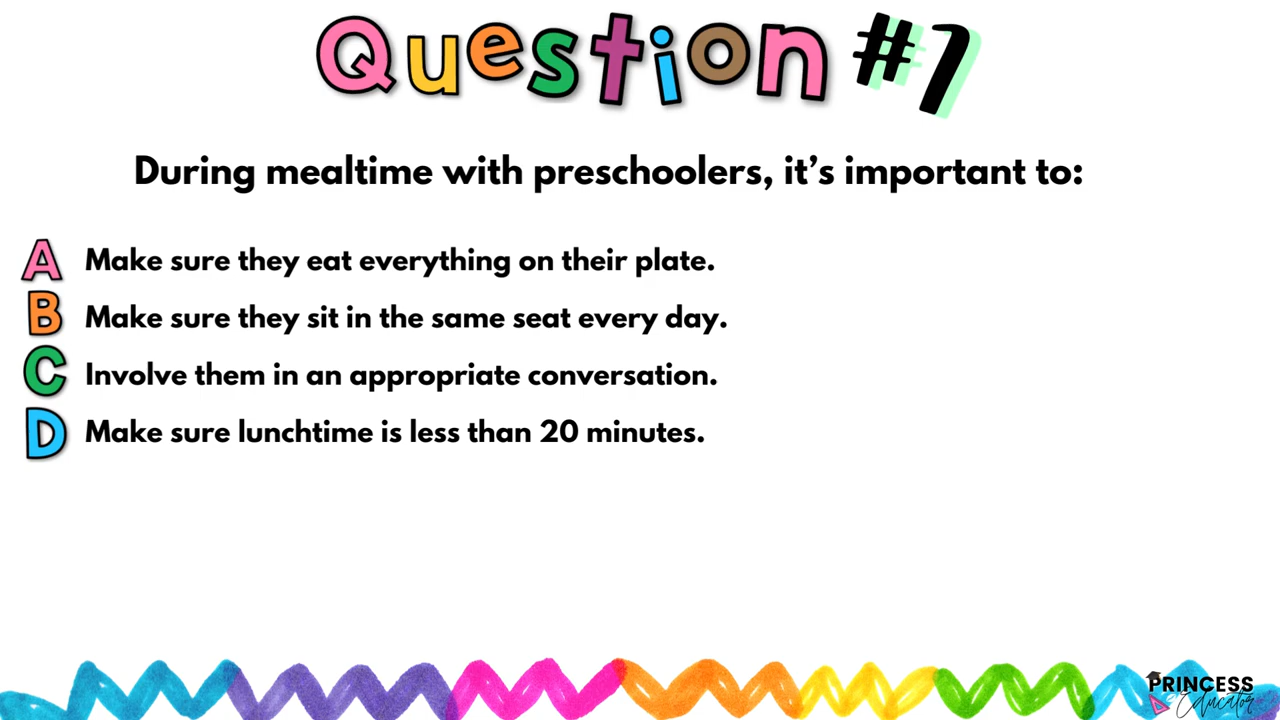 Question #1
During mealtime with preschoolers, it's important to:
A Make sure they eat everything on their plate.
B Make sure they sit in the same seat every day.
C Involve them in an appropriate conversation.
D Make sure lunchtime is less than 20 minutes.
PRINCESS
Educator